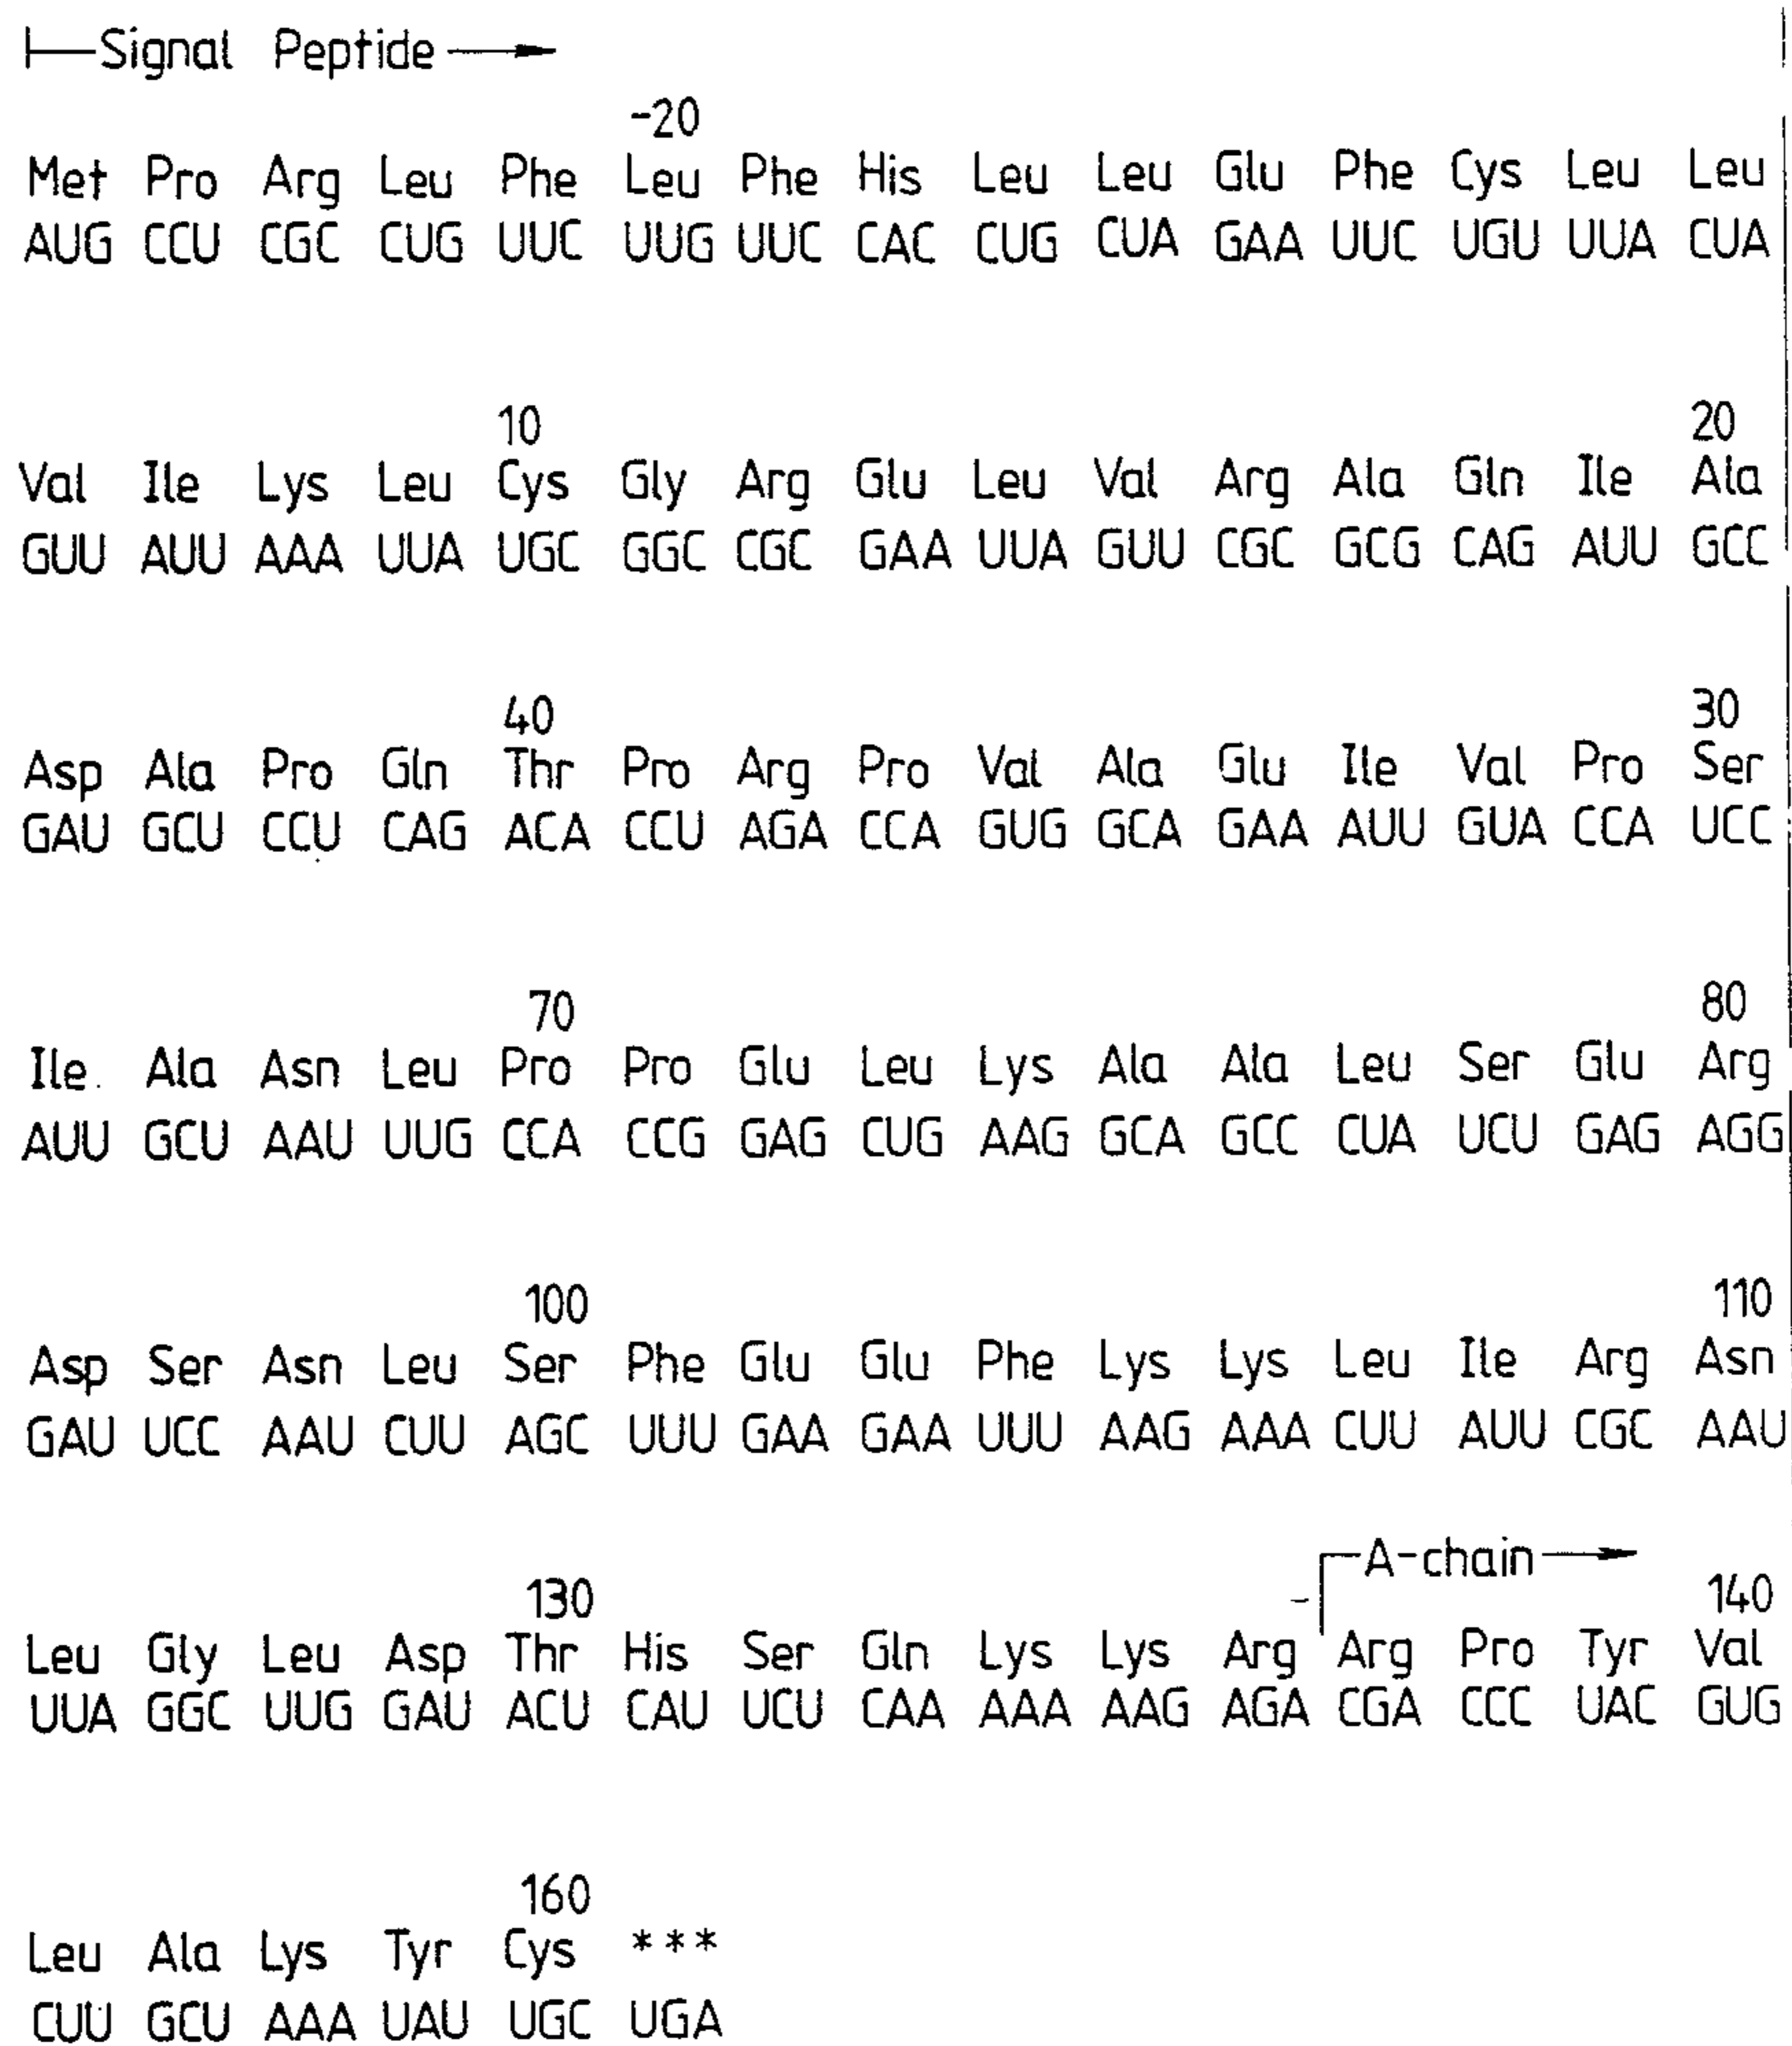 Signal Peptide
-20
Met Pro Arg Leu Phe Leu Phe His Leu Leu Glu Phe Cys Leu Leu
AUG CCU CGC CUG UUC UUG UUC CAC CUG CUA GAA UUC UGU UUA CUA
10 20
Val Ile Lys Leu Cys Gly Arg Glu Leu Val Arg Ala Gln Ile Ala
GUU AUU AAA UUA UGC GGC CGC GAA UUA GUU CGC GCG CAG AUU GCC
40 30
Asp Ala Pro Gln Thr Pro Arg Pro Val Ala Glu Ile Val Pro Ser
GAU GCU CCU CAG ACA CCU AGA CCA GUG GCA GAA AUU GUA CCA UCC
70 80
Ile Ala Asn Leu Pro Pro Glu Leu Lys Ala Ala Leu Ser Glu Arg
AUU GCU AAU UUG CCA CCG GAG CUG AAG GCA GCC CUA UCU GAG AGG
100 110
Asp Ser Asn Leu Ser Phe Glu Glu Phe Lys Lys Leu Ile Arg Asn
GAU UCC AAU CUU AGC UUU GAA GAA UUU AAG AAA CUU AUU CGC AAU
A-chain
130 140
Leu Gly Leu Asp Thr His Ser Gln Lys Lys Arg Arg Pro Tyr Val
UUA GGC UUG GAU ACU CAU UCU CAA AAA AAG AGA CGA CCC UAC GUG
160
Leu Ala Lys Tyr Cys ***
CUU GCU AAA UAU UGC UGA